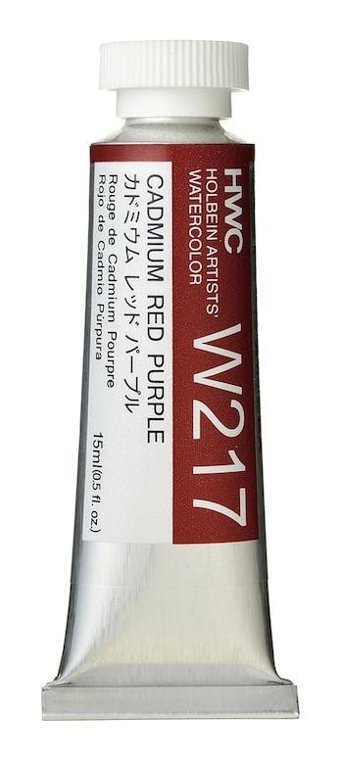 HWC
HOLBEIN ARTISTS'
WATERCOLOR
W217
CADMIUM RED PURPLE
カドミウム レッド パープル
Rouge de Cadmium Pourpre
Rojo de Cadmio Púrpura
15ml(0.5 fl. oz.)